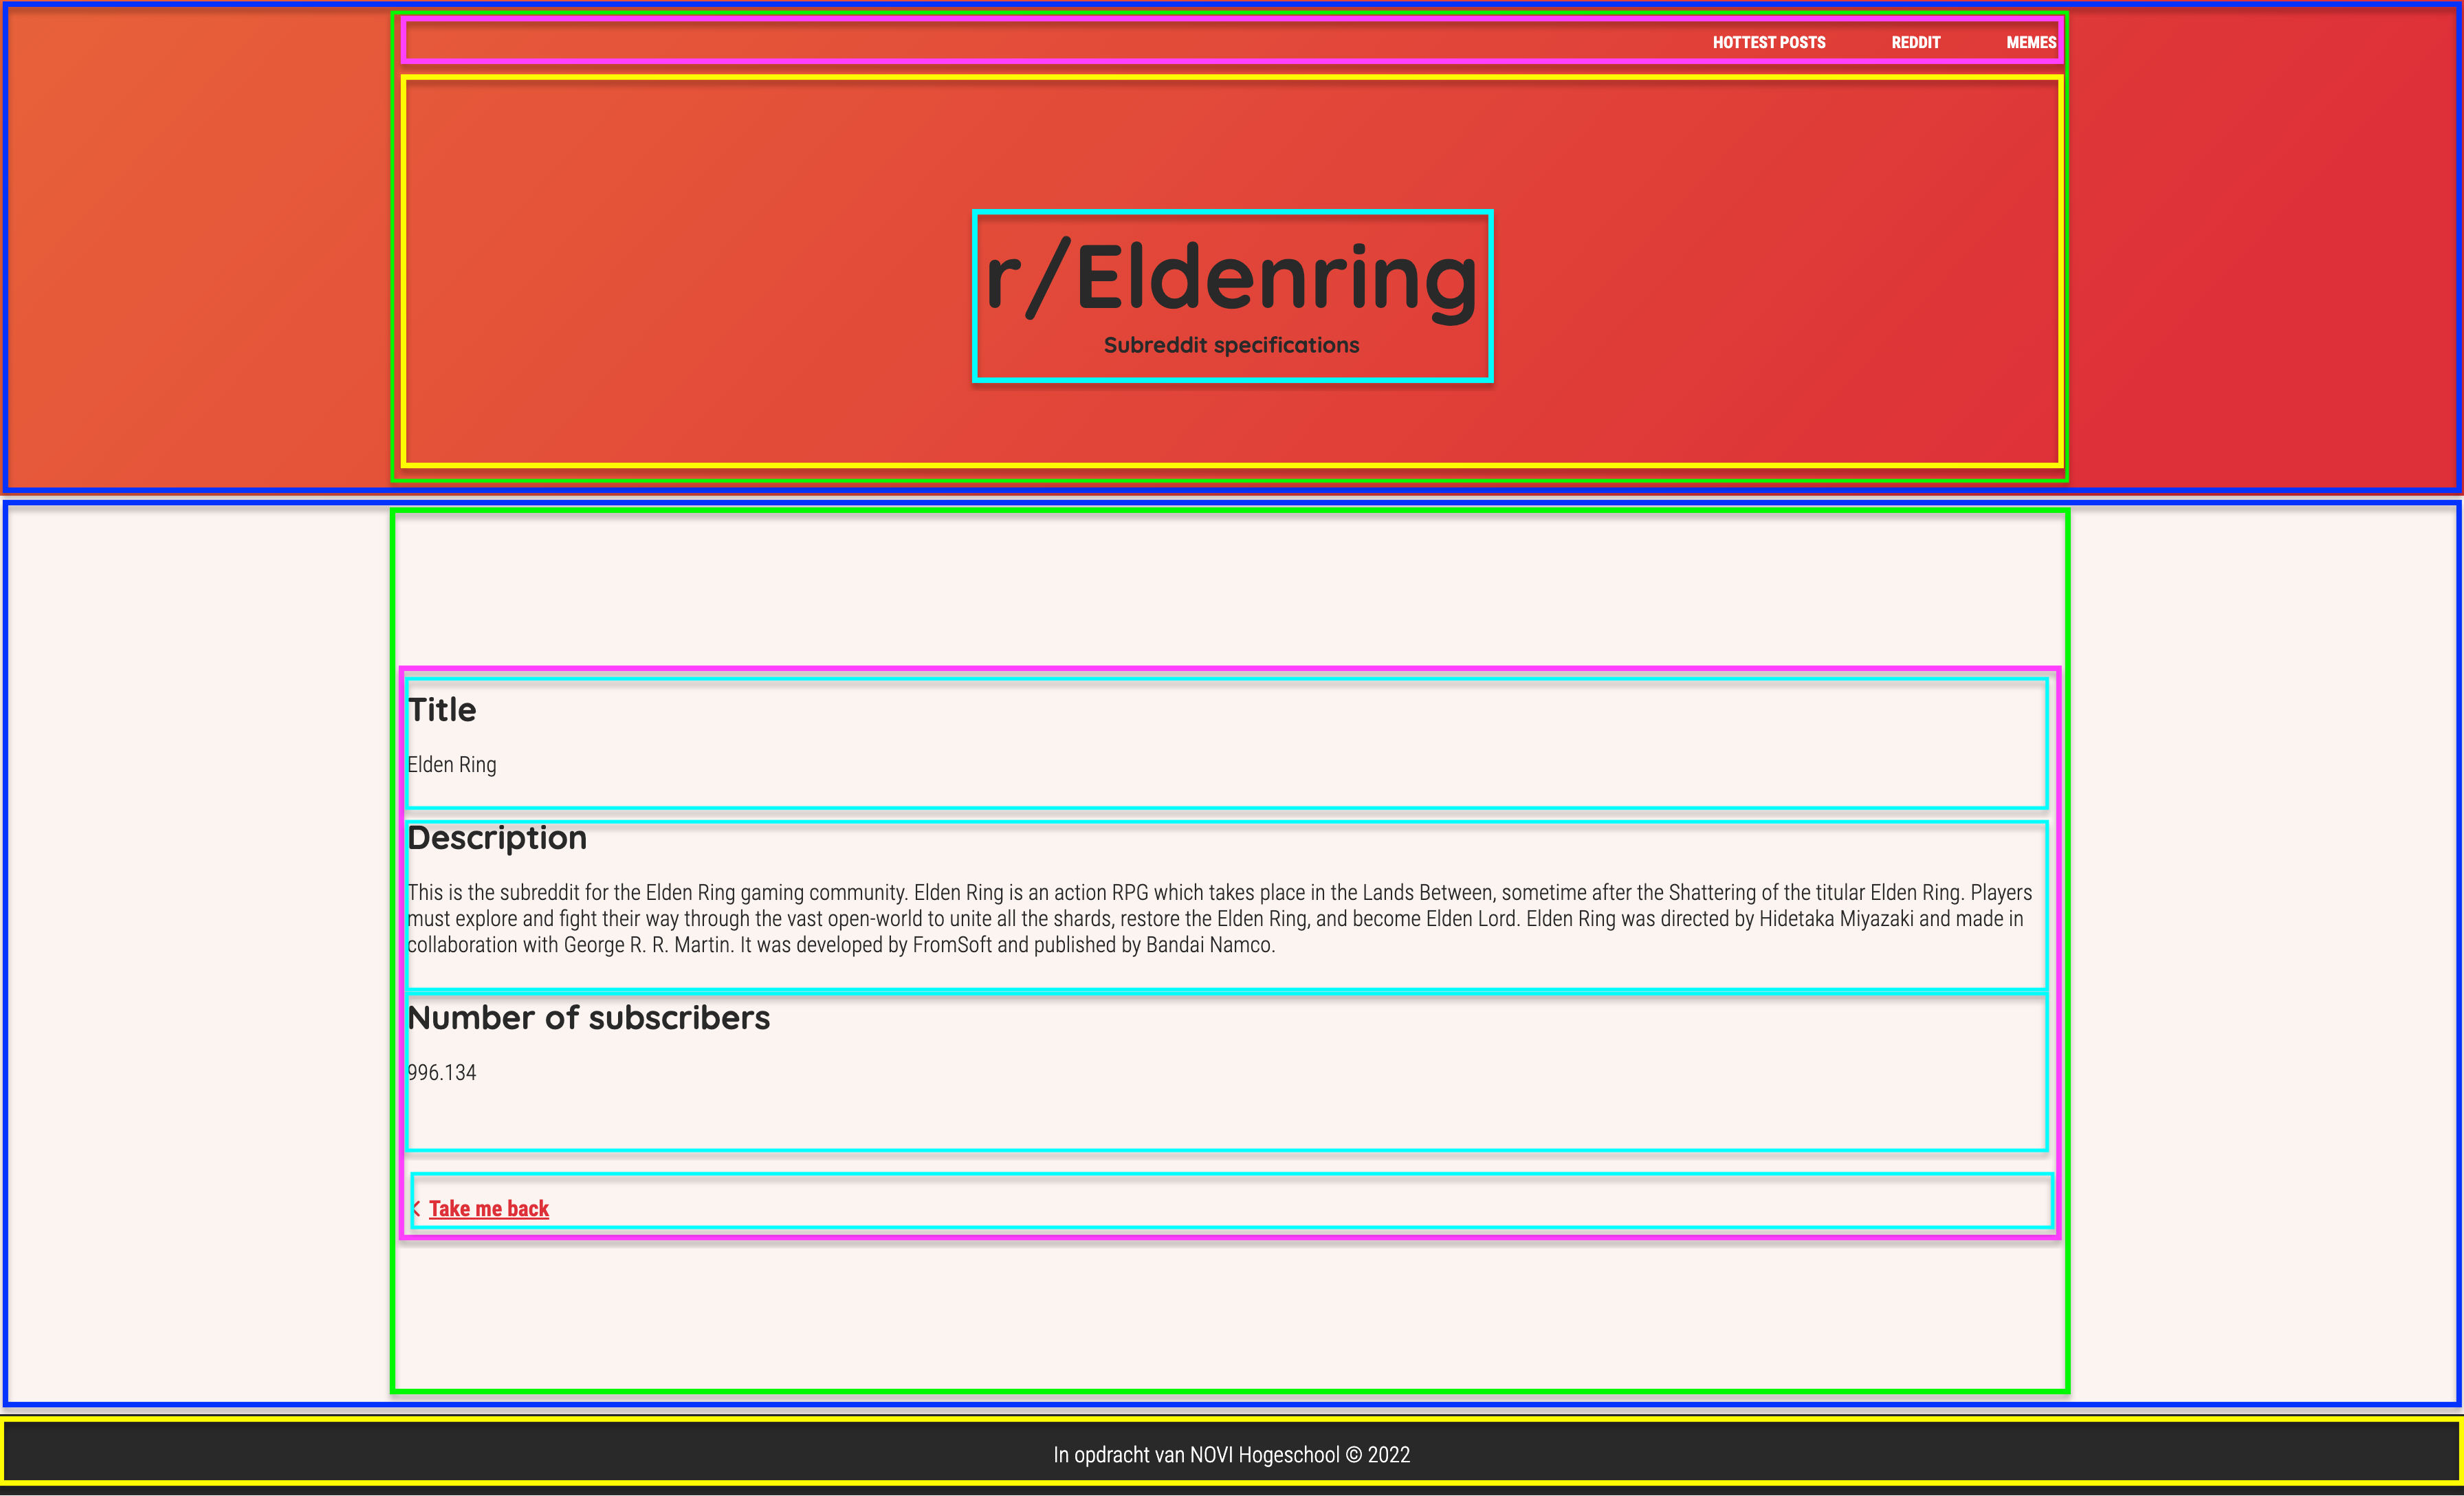 HOTTEST POSTS REDDIT MEMES
r/Eldenring
Subreddit specifications
Title
Elden Ring
Description
This is the subreddit for the Elden Ring gaming community. Elden Ring is an action RPG which takes place in the Lands Between, sometime after the Shattering of the titular Elden Ring. Players
must explore and fight their way through the vast open-world to unite all the shards, restore the Elden Ring, and become Elden Lord. Elden Ring was directed by Hidetaka Miyazaki and made in
collaboration with George R. R. Martin. It was developed by FromSoft and published by Bandai Namco.
Number of subscribers
996.134
Take me back
In opdracht van NOVI Hogeschool © 2022